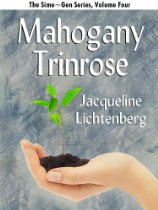 The Sime~Gen Series, Volume Four
Mahogany
Trinrose
Jacqueline
Lichtenberg